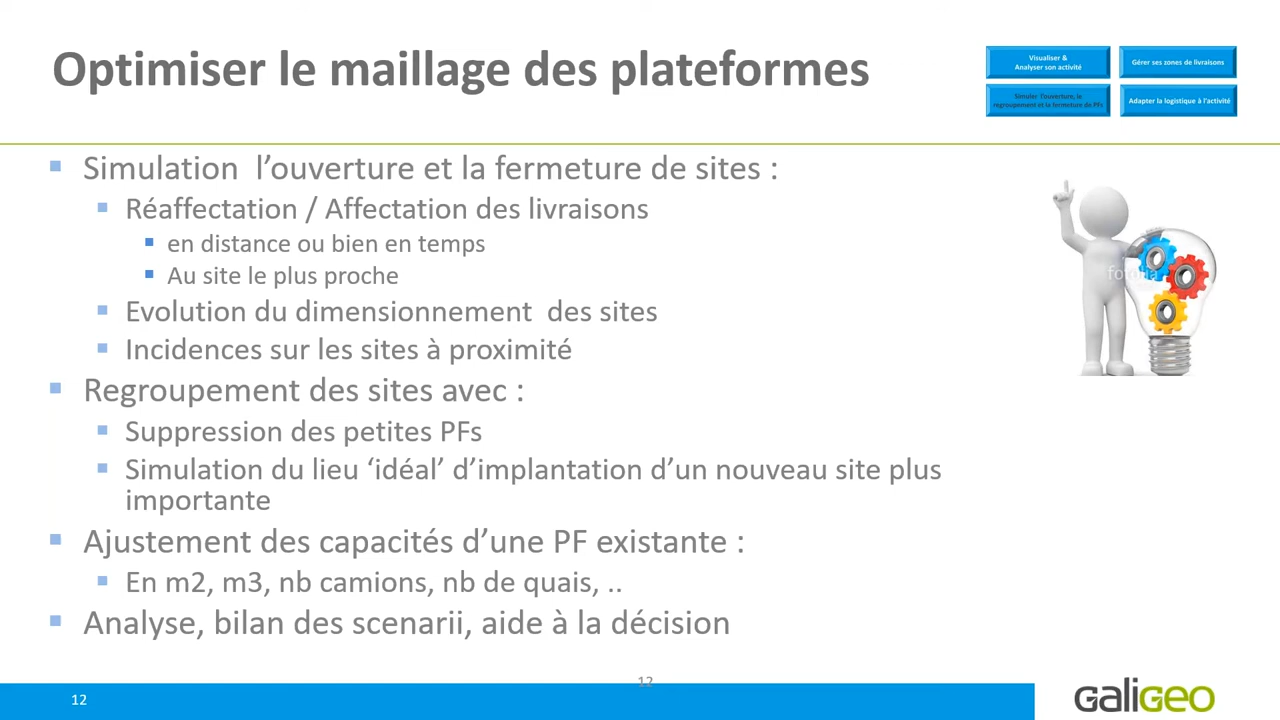 Optimiser le maillage des plateformes
Visualiser &
Analyser son activité
Gérer ses zones de livraisons
Simuler l'ouverture, le
regroupement et la fermeture de PFs
Adapter la logistique à l'activité
Simulation l'ouverture et la fermeture de sites :
Réaffectation / Affectation des livraisons
en distance ou bien en temps
Au site le plus proche
Evolution du dimensionnement des sites
Incidences sur les sites à proximité
Regroupement des sites avec :
Suppression des petites PFs
Simulation du lieu ‘idéal’ d’implantation d’un nouveau site plus
importante
Ajustement des capacités d’une PF existante :
En m2, m3, nb camions, nb de quais, ..
Analyse, bilan des scenarii, aide à la décision
12
12
GALIGEO